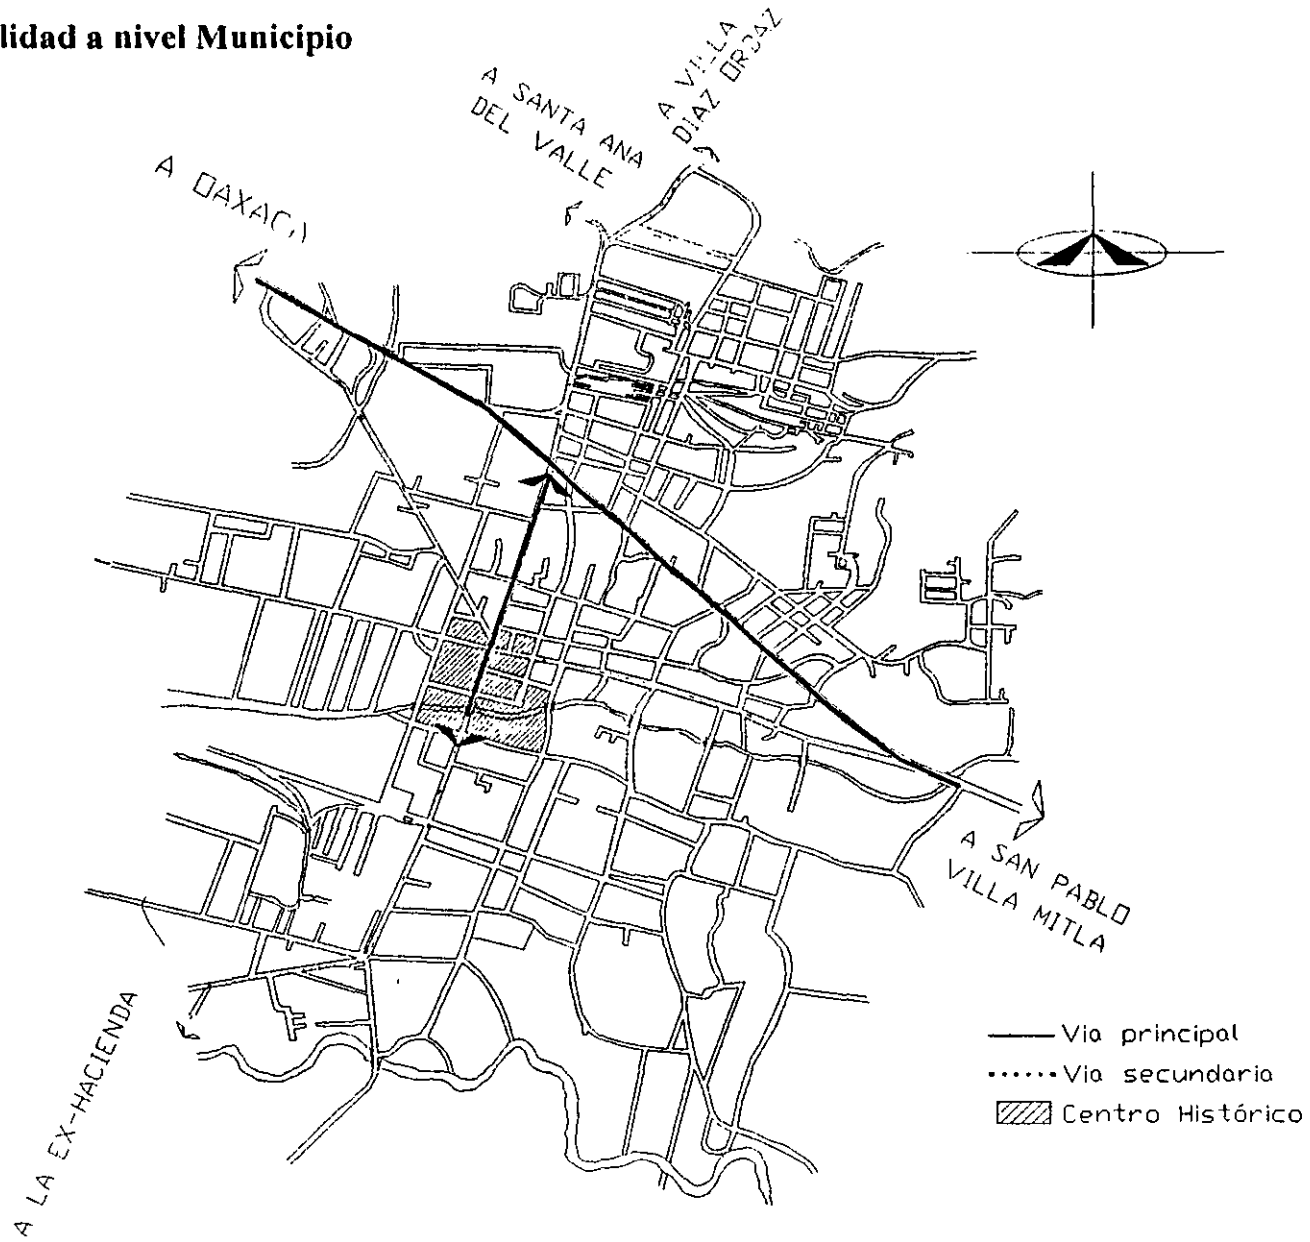 lidad a nivel Municipio
A VILLA
DIAZ ORDAZ
A SANTA ANA
DEL VALLE
A OAXACA
A SAN PABLO
VILLA MITLA
A LA EX-HACIENDA
Via principal
Via secundaria
Centro Histórico